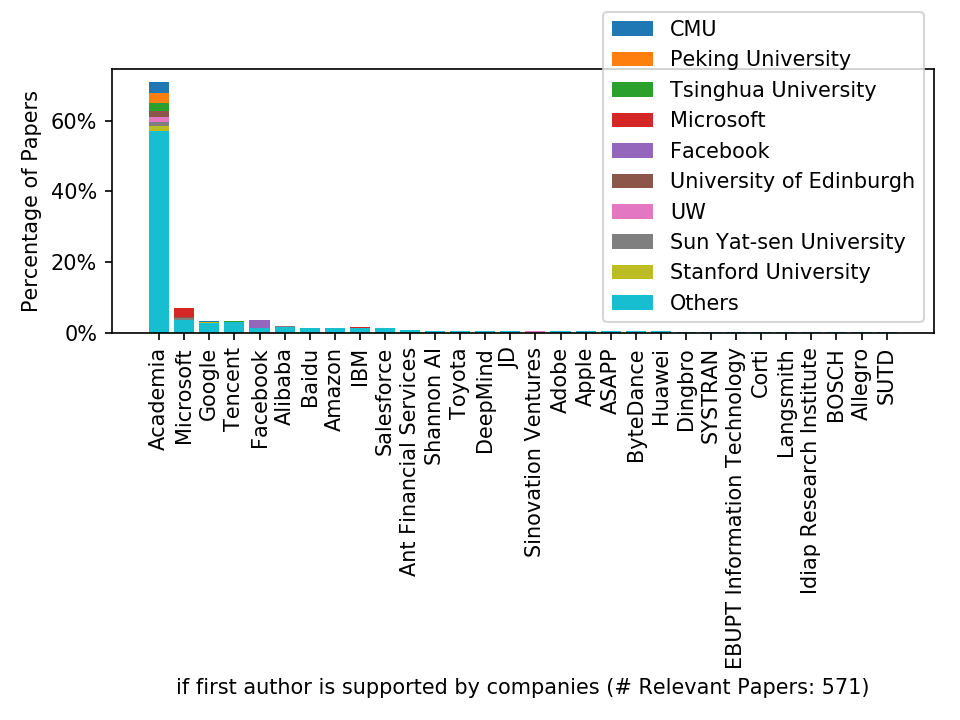 CMU
Peking University
Tsinghua University
Microsoft
Facebook
University of Edinburgh
UW
Sun Yat-sen University
Stanford University
Others
Percentage of Papers
60%
40%
20%
0%
Academia
Microsoft
Google
Tencent
Facebook
Alibaba
Baidu
Amazon
IBM
Salesforce
Ant Financial Services
Shannon AI
Toyota
DeepMind
JD
Sinovation Ventures
Adobe
Apple
ASAPP
ByteDance
Huawei
Dingbro
SYSTRAN
EBUPT Information Technology
Corti
Langsmith
Idiap Research Institute
BOSCH
Allegro
SUTD
if first author is supported by companies (# Relevant Papers: 571)